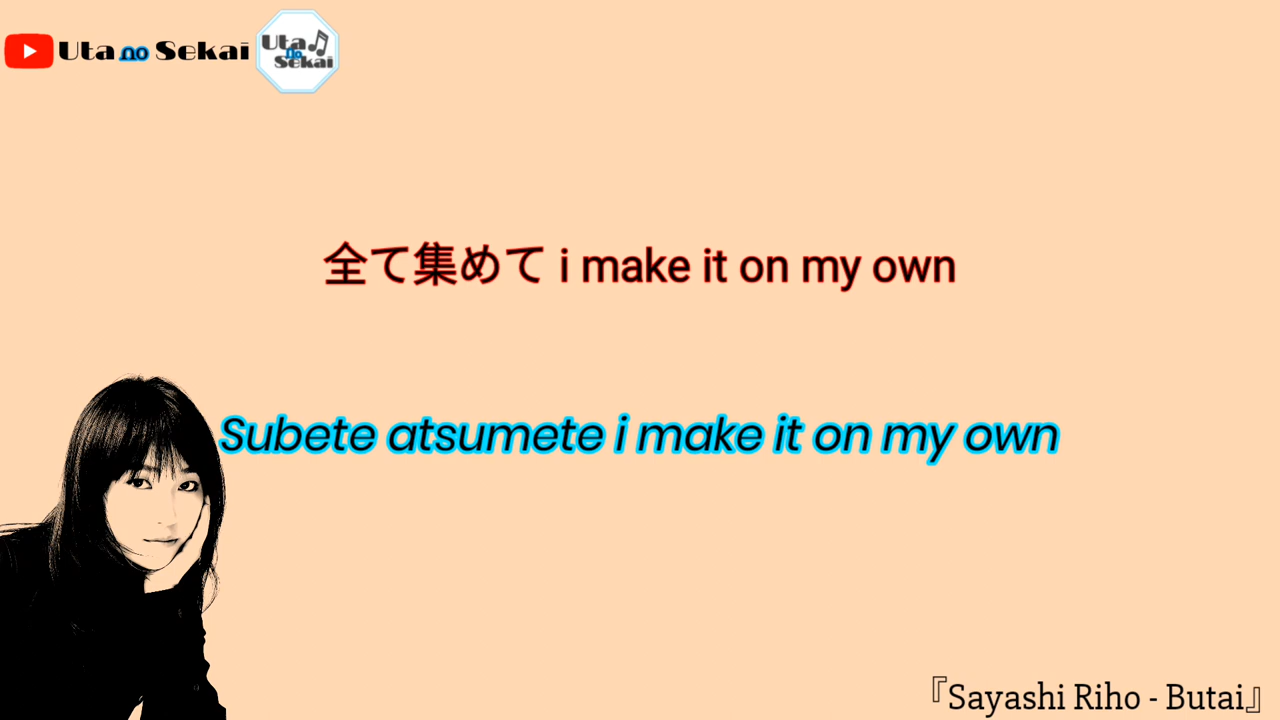 Uta no Sekai
Uta
no
Sekai
全て集めて i make it on my own
Subete atsumete i make it on my own
『Sayashi Riho - Butai』